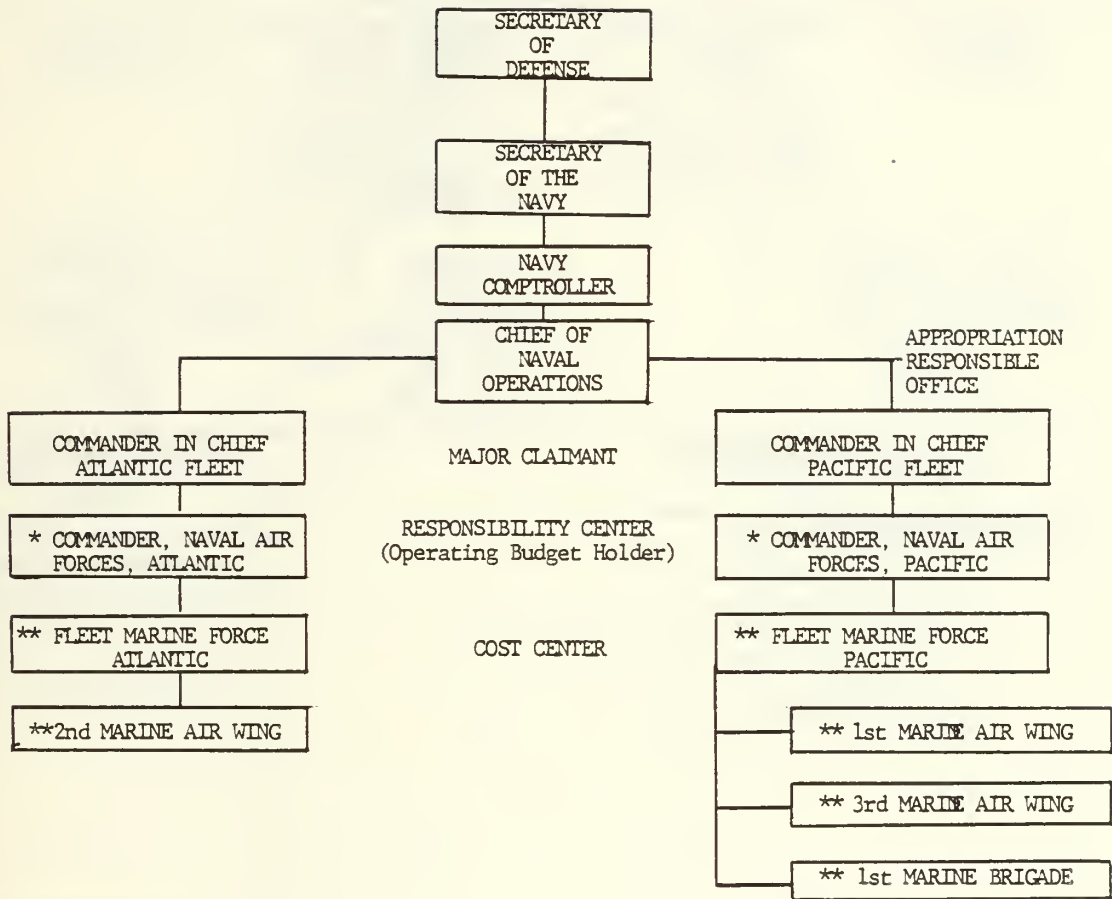 SECRETARY
OF
DEFENSE
SECRETARY
OF THE
NAVY
NAVY
COMPTROLLER
CHIEF OF
NAVAL
OPERATIONS
APPROPRIATION
RESPONSIBLE
OFFICE
COMMANDER IN CHIEF
ATLANTIC FLEET
MAJOR CLAIMANT
COMMANDER IN CHIEF
PACIFIC FLEET
* COMMANDER, NAVAL AIR
FORCES, ATLANTIC
RESPONSIBILITY CENTER
(Operating Budget Holder)
* COMMANDER, NAVAL AIR
FORCES, PACIFIC
** FLEET MARINE FORCE
ATLANTIC
COST CENTER
** FLEET MARINE FORCE
PACIFIC
**2nd MARINE AIR WING
** 1st MARINE AIR WING
** 3rd MARINE AIR WING
** 1st MARINE BRIGADE